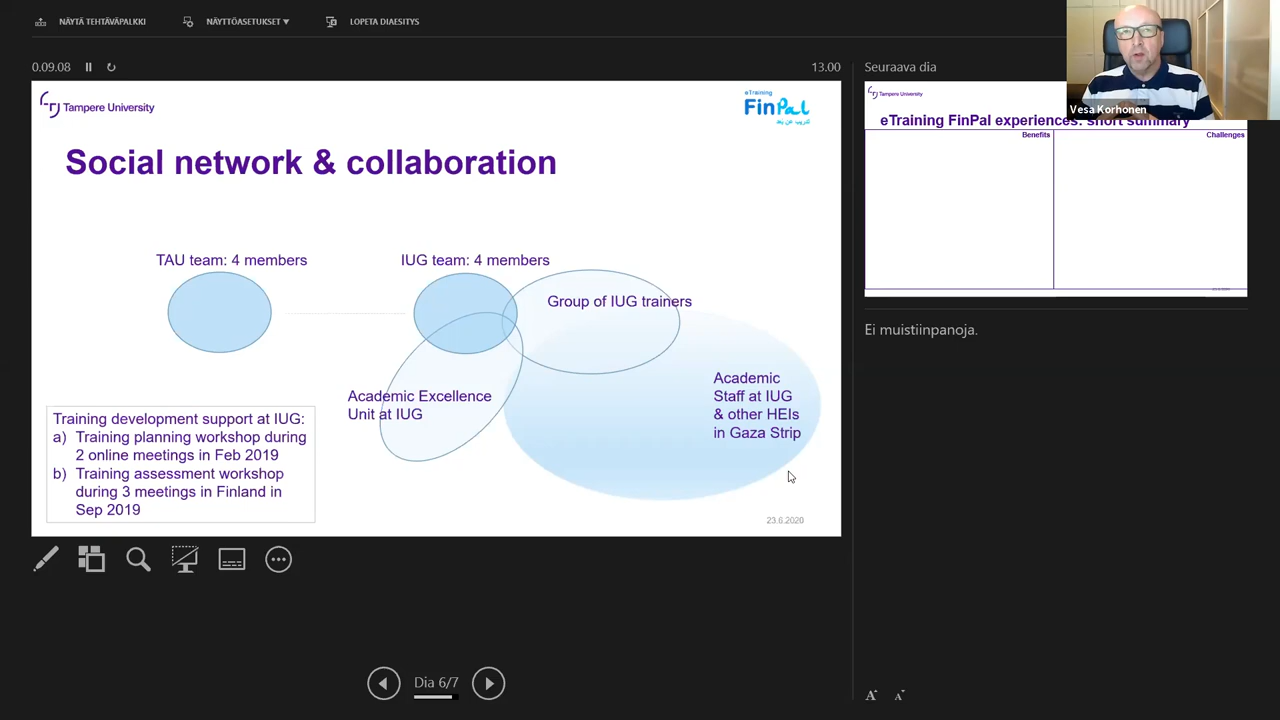 NÄYTÄ TEHTÄVÄPALKKI
NÄYTTÖASETUKSET ▼
LOPETA DIAESITYS
0.09.08
13.00
Tampere University
eTraining
FinPal
تدريب عن بعد
Social network & collaboration
TAU team: 4 members
IUG team: 4 members
Group of IUG trainers
Academic Excellence
Unit at IUG
Academic
Staff at IUG
& other HEIs
in Gaza Strip
Training development support at IUG:
a) Training planning workshop during
2 online meetings in Feb 2019
b) Training assessment workshop
during 3 meetings in Finland in
Sep 2019
23.6.2020
Dia 6/7
Seuraava dia
Vesa Korhonen
Tampere University
eTraining FinPal experiences: short summary
Benefits
Challenges
Ei muistiinpanoja.
A
A